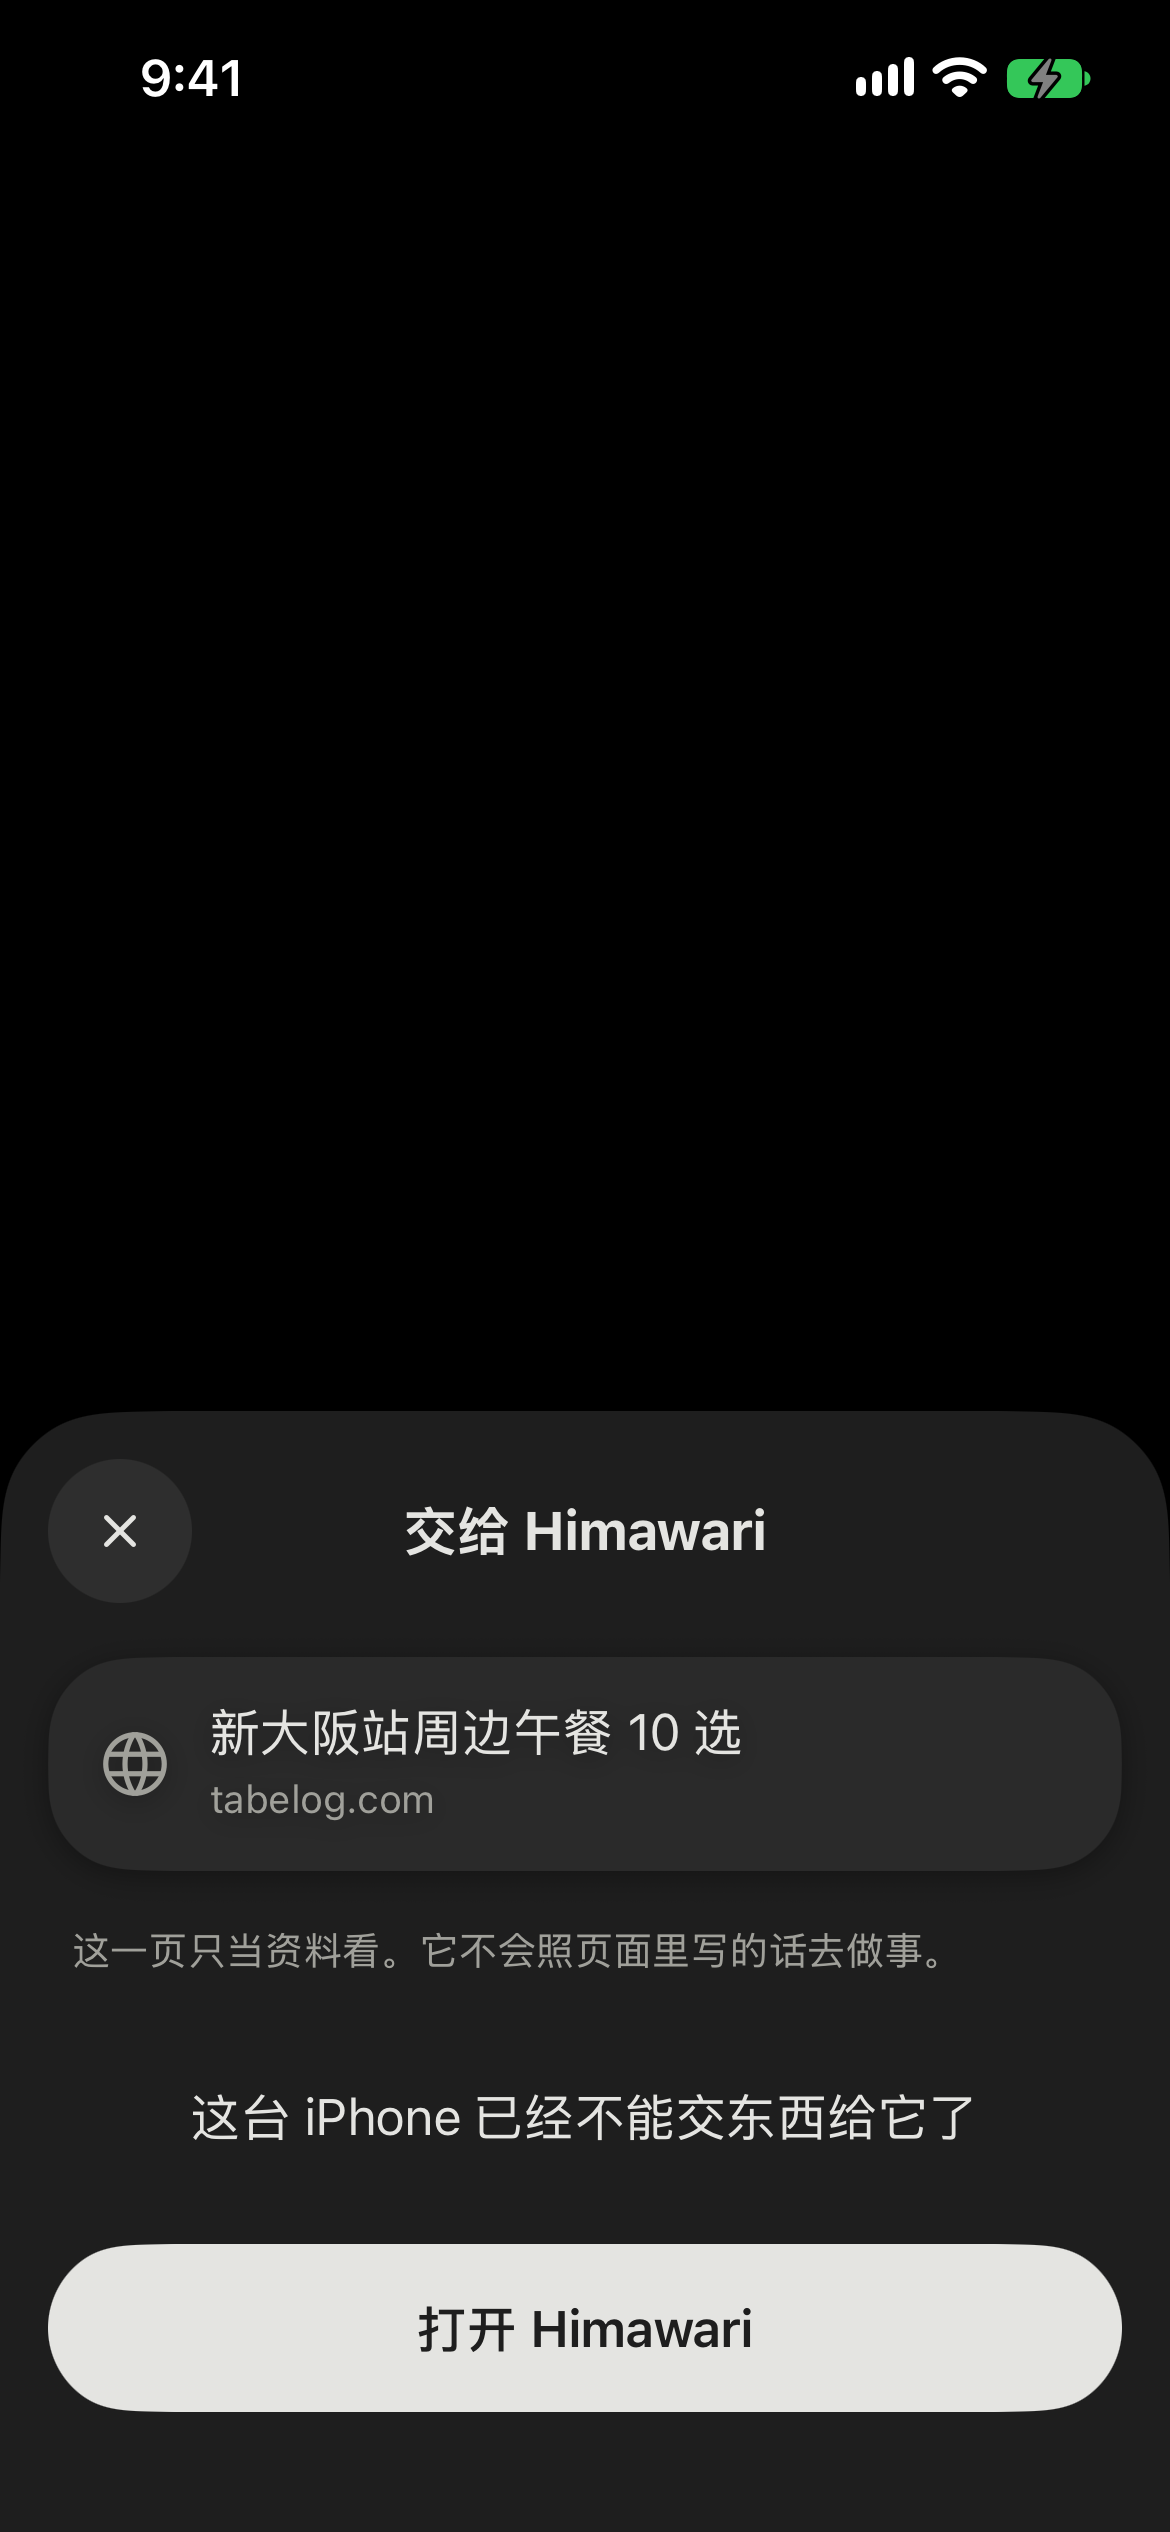 9:41
交给 Himawari
新大阪站周边午餐 10 选
tabelog.com
这一页只当资料看。它不会照页面里写的话去做事。
这台 iPhone 已经不能交东西给它了
打开 Himawari